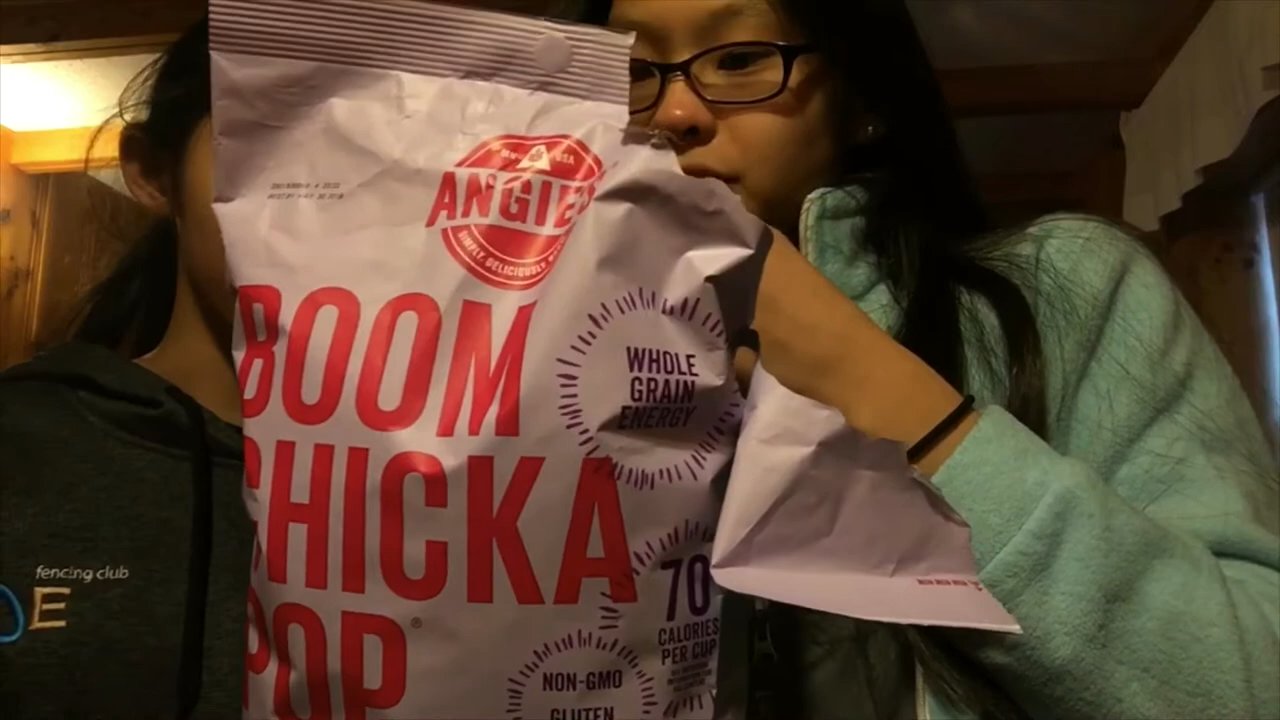 ANGIE'S
SIMPLY. DELICIOUSLY.
BOOM
CHICKA
POP®
WHOLE
GRAIN
ENERGY
70
CALORIES
PER CUP
NON-GMO
GLUTEN
fencing club
E